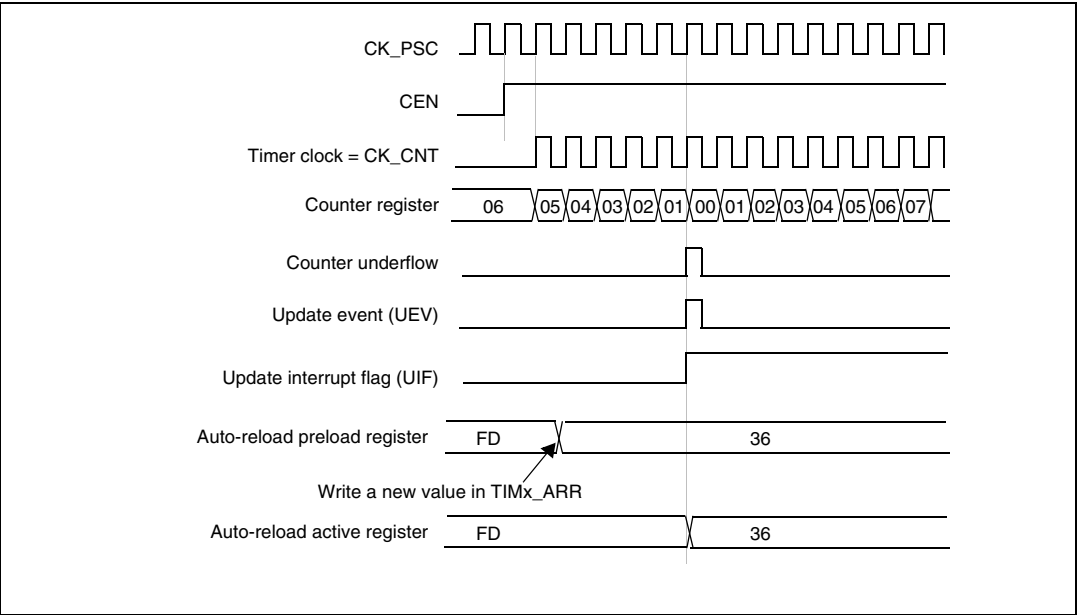 CK_PSC
CEN
Timer clock = CK_CNT
Counter register 06 05 04 03 02 01 00 01 02 03 04 05 06 07
Counter underflow
Update event (UEV)
Update interrupt flag (UIF)
Auto-reload preload register FD 36
Write a new value in TIMx_ARR
Auto-reload active register FD 36